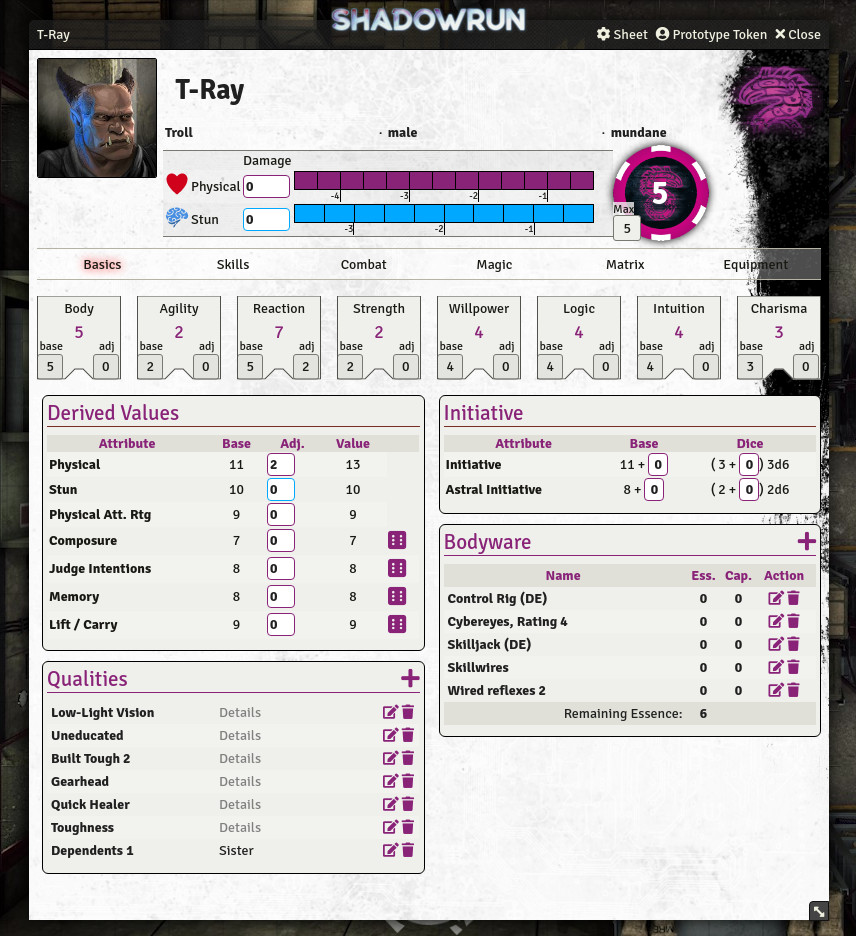 SHADOWRUN
T-Ray Sheet Prototype Token Close
T-Ray
Troll · male · mundane
Damage
Physical 0
-4 -3 -2 -1
Stun 0
-3 -2 -1
5
Max
5
Basics Skills Combat Magic Matrix Equipment
Body Agility Reaction Strength Willpower Logic Intuition Charisma
5 2 7 2 4 4 4 3
base adj base adj base adj base adj base adj base adj base adj base adj
5 0 2 0 5 2 2 0 4 0 4 0 4 0 3 0
Derived Values
Attribute Base Adj. Value
Physical 11 2 13
Stun 10 0 10
Physical Att. Rtg 9 0 9
Composure 7 0 7
Judge Intentions 8 0 8
Memory 8 0 8
Lift / Carry 9 0 9
Qualities
Low-Light Vision Details
Uneducated Details
Built Tough 2 Details
Gearhead Details
Quick Healer Details
Toughness Details
Dependents 1 Sister
Initiative
Attribute Base Dice
Initiative 11 + 0 ( 3 + 0 ) 3d6
Astral Initiative 8 + 0 ( 2 + 0 ) 2d6
Bodyware
Name Ess. Cap. Action
Control Rig (DE) 0 0
Cybereyes, Rating 4 0 0
Skilljack (DE) 0 0
Skillwires 0 0
Wired reflexes 2 0 0
Remaining Essence: 6